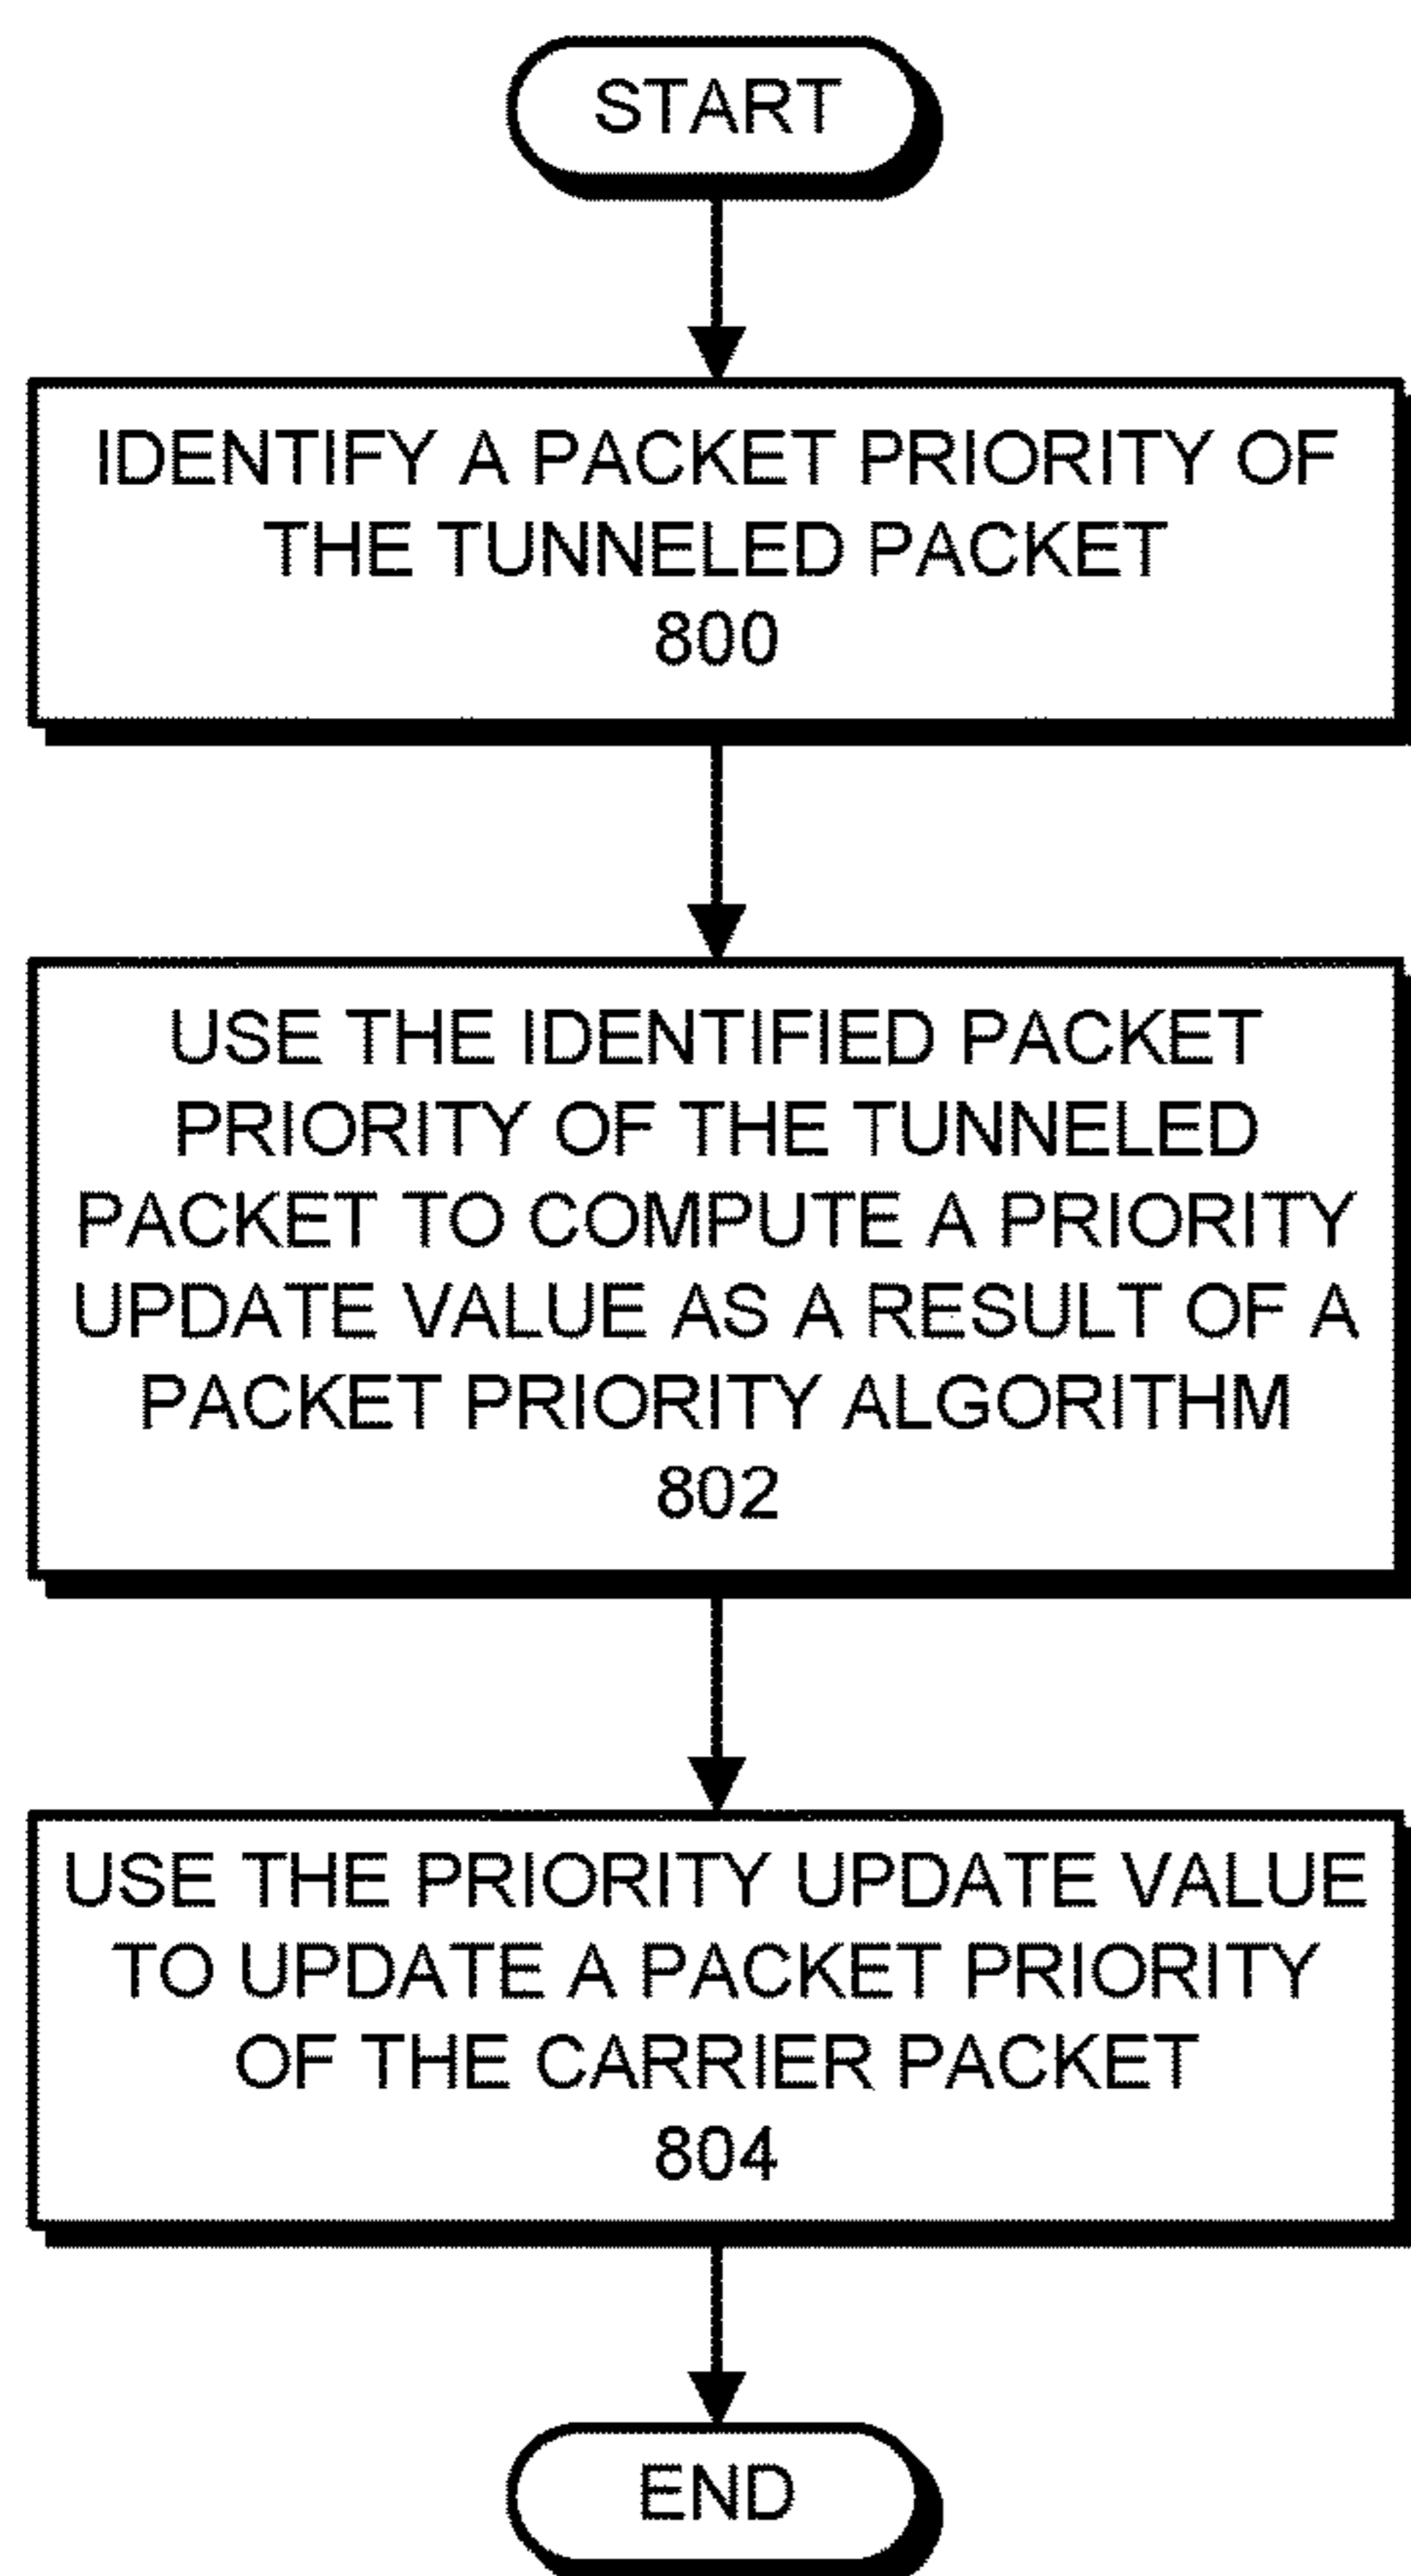 START
IDENTIFY A PACKET PRIORITY OF
THE TUNNELED PACKET
800
USE THE IDENTIFIED PACKET
PRIORITY OF THE TUNNELED
PACKET TO COMPUTE A PRIORITY
UPDATE VALUE AS A RESULT OF A
PACKET PRIORITY ALGORITHM
802
USE THE PRIORITY UPDATE VALUE
TO UPDATE A PACKET PRIORITY
OF THE CARRIER PACKET
804
END